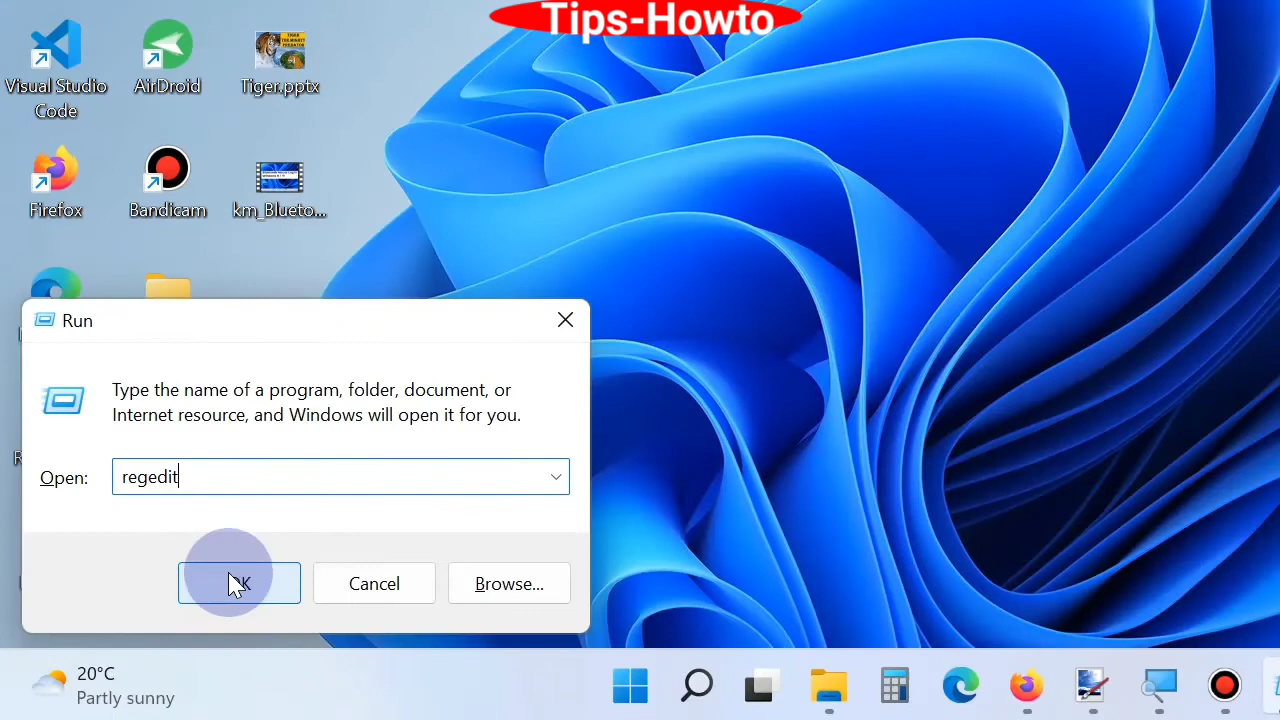 Tips-Howto
Visual Studio
Code
AirDroid
Tiger.pptx
Firefox
Bandicam
km_Blueto...
Run
Type the name of a program, folder, document, or
Internet resource, and Windows will open it for you.
Open:
regedit
Cancel
Browse...
20°C
Partly sunny